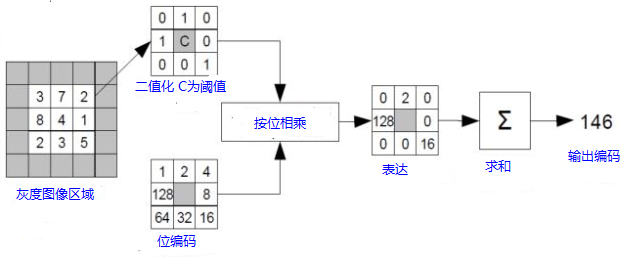 0 1 0
1 C 0
0 0 1
二值化 C为阈值
3 7 2
8 4 1
2 3 5
灰度图像区域
1 2 4
128 8
64 32 16
位编码
按位相乘
0 2 0
128 0
0 0 16
表达
Σ
求和
146
输出编码